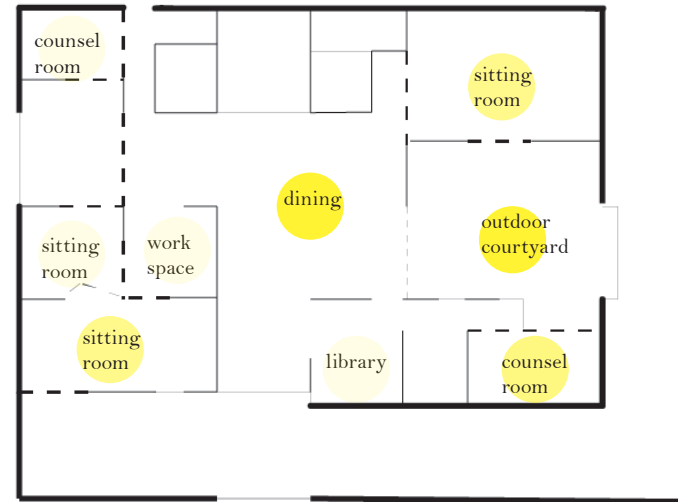 counsel
room
sitting
room
dining
outdoor
courtyard
sitting
room
work
space
sitting
room
library
counsel
room